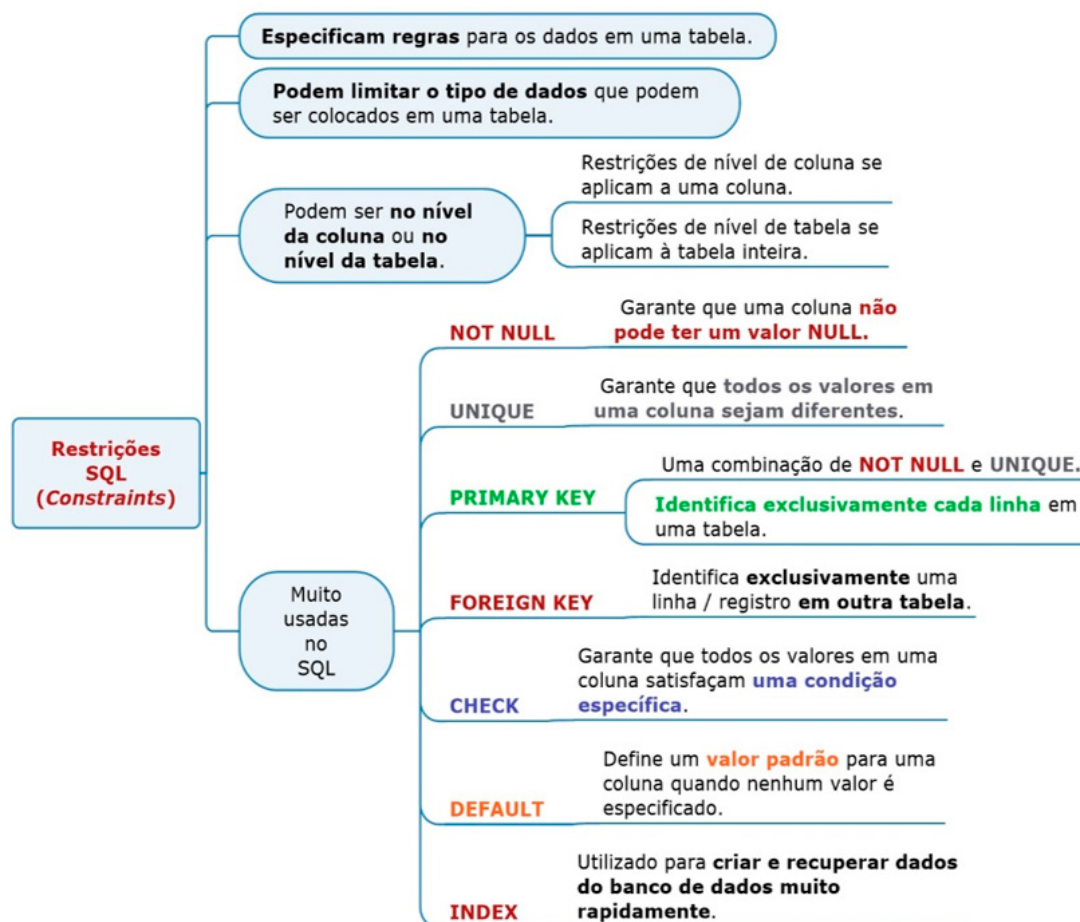 Especificam regras para os dados em uma tabela.
Podem limitar o tipo de dados que podem
ser colocados em uma tabela.
Podem ser no nível
da coluna ou no
nível da tabela.
Restrições de nível de coluna se
aplicam a uma coluna.
Restrições de nível de tabela se
aplicam à tabela inteira.
Restrições
SQL
(Constraints)
Muito
usadas
no
SQL
NOT NULL
Garante que uma coluna não
pode ter um valor NULL.
UNIQUE
Garante que todos os valores em
uma coluna sejam diferentes.
PRIMARY KEY
Uma combinação de NOT NULL e UNIQUE.
Identifica exclusivamente cada linha em
uma tabela.
FOREIGN KEY
Identifica exclusivamente uma
linha / registro em outra tabela.
CHECK
Garante que todos os valores em uma
coluna satisfaçam uma condição
específica.
DEFAULT
Define um valor padrão para uma
coluna quando nenhum valor é
especificado.
INDEX
Utilizado para criar e recuperar dados
do banco de dados muito
rapidamente.